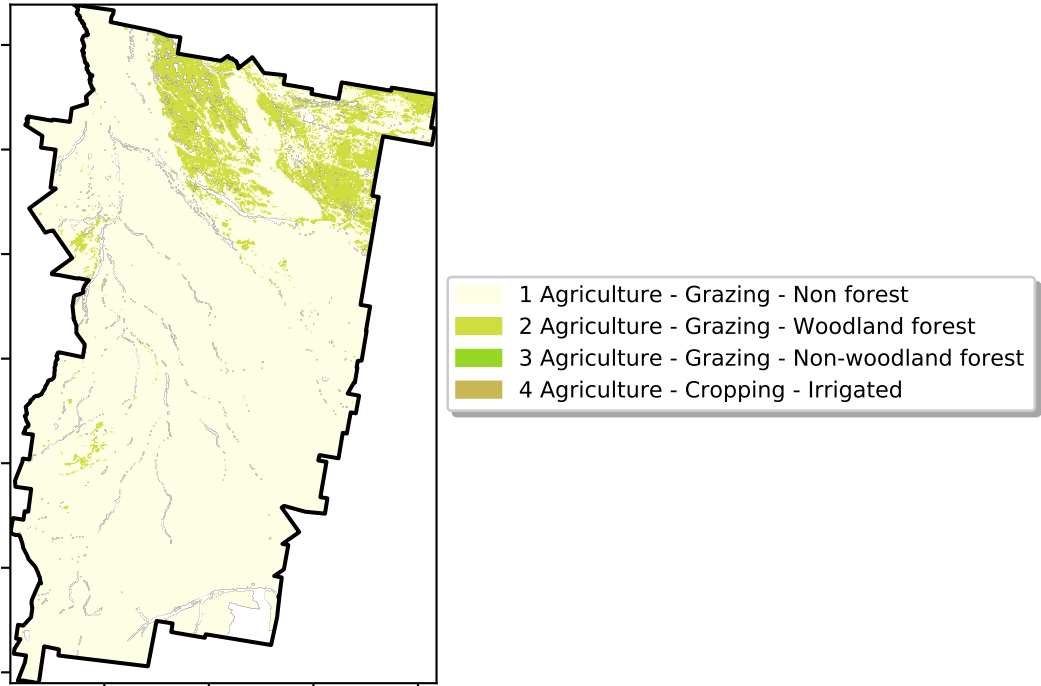 1 Agriculture - Grazing - Non forest
2 Agriculture - Grazing - Woodland forest
3 Agriculture - Grazing - Non-woodland forest
4 Agriculture - Cropping - Irrigated